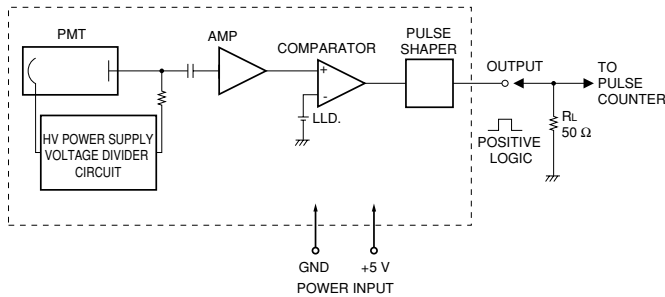 PMT
AMP
COMPARATOR
PULSE
SHAPER
OUTPUT
TO
PULSE
COUNTER
+
-
LLD.
RL
50 Ω
POSITIVE
LOGIC
HV POWER SUPPLY
VOLTAGE DIVIDER
CIRCUIT
GND
+5 V
POWER INPUT